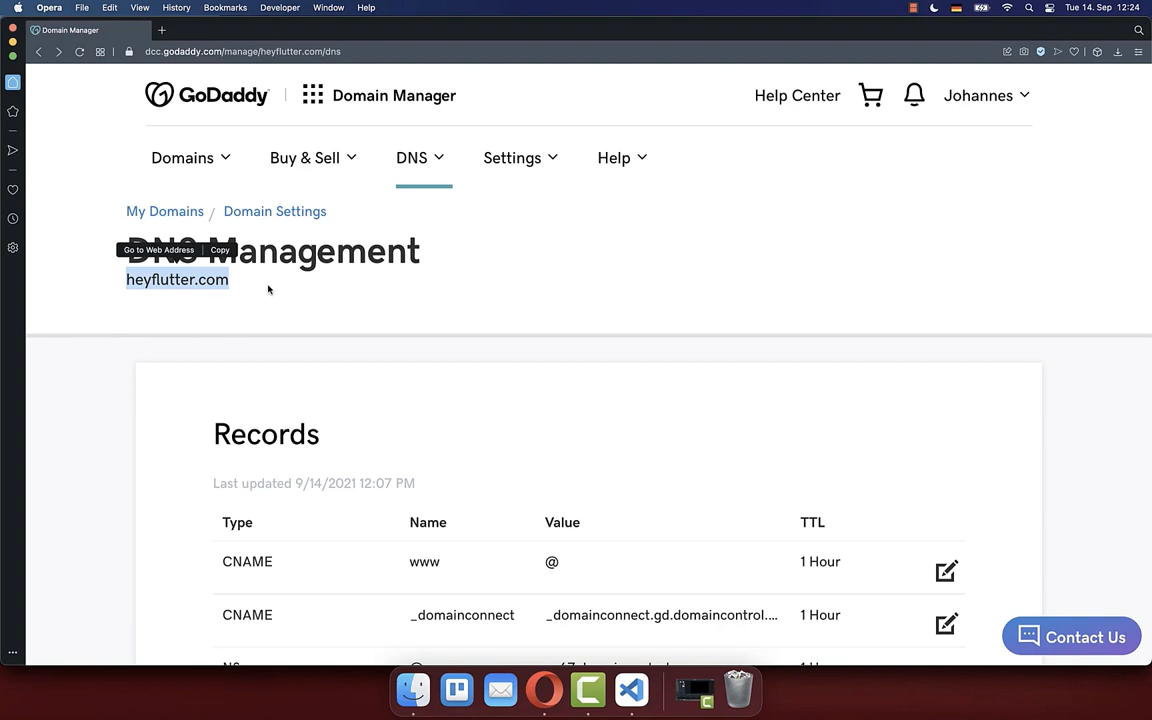 Opera File Edit View History Bookmarks Developer Window Help Tue 14. Sep 12:24
Domain Manager
dcc.godaddy.com/manage/heyflutter.com/dns
GoDaddy Domain Manager Help Center Johannes
Domains Buy & Sell DNS Settings Help
My Domains / Domain Settings
DNS Management
Go to Web Address Copy
heyflutter.com
Records
Last updated 9/14/2021 12:07 PM
Type Name Value TTL
CNAME www @ 1 Hour
CNAME _domainconnect _domainconnect.gd.domaincontrol.... 1 Hour
Contact Us